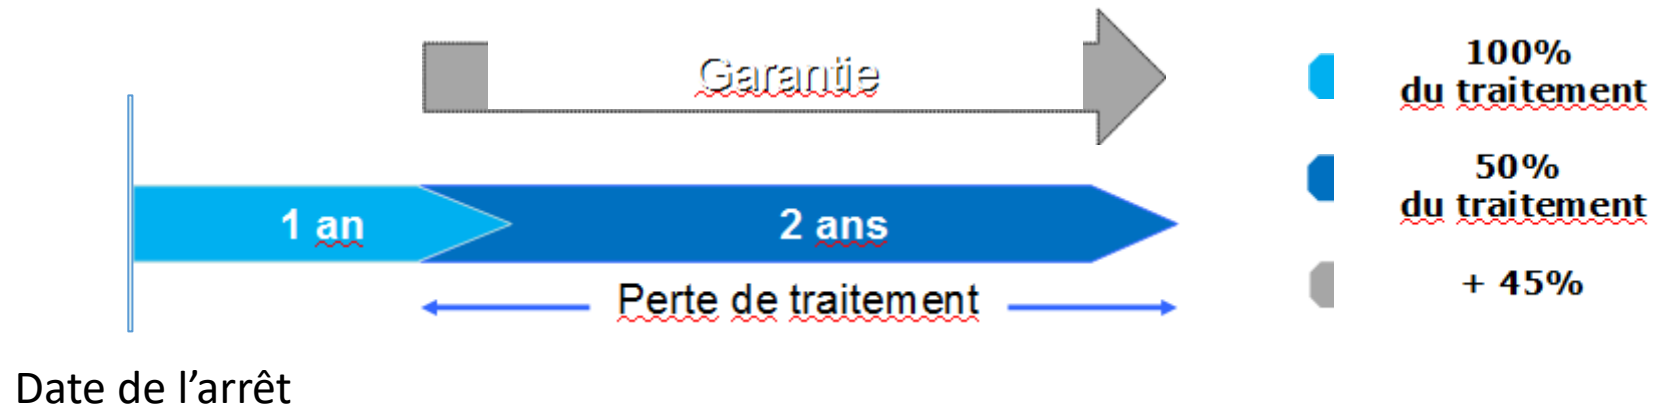 Garantie
100%
du traitement
1 an
2 ans
50%
du traitement
Perte de traitement
+ 45%
Date de l’arrêt